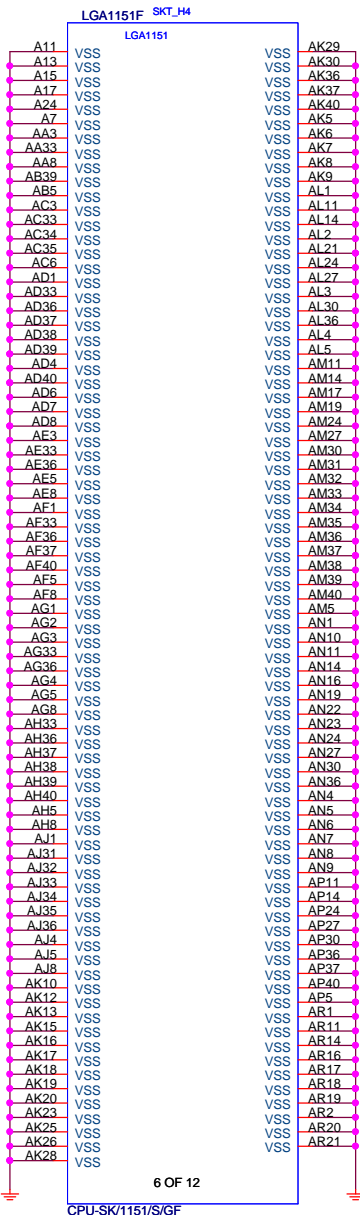 LGA1151F SKT_H4
LGA1151
A11 VSS VSS AK29
A13 VSS VSS AK30
A15 VSS VSS AK36
A17 VSS VSS AK37
A24 VSS VSS AK40
A7 VSS VSS AK5
AA3 VSS VSS AK6
AA33 VSS VSS AK7
AA8 VSS VSS AK8
AB39 VSS VSS AK9
AB5 VSS VSS AL1
AC3 VSS VSS AL11
AC33 VSS VSS AL14
AC34 VSS VSS AL2
AC35 VSS VSS AL21
AC6 VSS VSS AL24
AD1 VSS VSS AL27
AD33 VSS VSS AL3
AD36 VSS VSS AL30
AD37 VSS VSS AL36
AD38 VSS VSS AL4
AD39 VSS VSS AL5
AD4 VSS VSS AM11
AD40 VSS VSS AM14
AD6 VSS VSS AM17
AD7 VSS VSS AM19
AD8 VSS VSS AM24
AE3 VSS VSS AM27
AE33 VSS VSS AM30
AE36 VSS VSS AM31
AE5 VSS VSS AM32
AE8 VSS VSS AM33
AF1 VSS VSS AM34
AF33 VSS VSS AM35
AF36 VSS VSS AM36
AF37 VSS VSS AM37
AF40 VSS VSS AM38
AF5 VSS VSS AM39
AF8 VSS VSS AM40
AG1 VSS VSS AM5
AG2 VSS VSS AN1
AG3 VSS VSS AN10
AG33 VSS VSS AN11
AG36 VSS VSS AN14
AG4 VSS VSS AN16
AG5 VSS VSS AN19
AG8 VSS VSS AN22
AH33 VSS VSS AN23
AH36 VSS VSS AN24
AH37 VSS VSS AN27
AH38 VSS VSS AN30
AH39 VSS VSS AN36
AH40 VSS VSS AN4
AH5 VSS VSS AN5
AH8 VSS VSS AN6
AJ1 VSS VSS AN7
AJ31 VSS VSS AN8
AJ32 VSS VSS AN9
AJ33 VSS VSS AP11
AJ34 VSS VSS AP14
AJ35 VSS VSS AP24
AJ36 VSS VSS AP27
AJ4 VSS VSS AP30
AJ5 VSS VSS AP36
AJ8 VSS VSS AP37
AK10 VSS VSS AP40
AK12 VSS VSS AP5
AK13 VSS VSS AR1
AK15 VSS VSS AR11
AK16 VSS VSS AR14
AK17 VSS VSS AR16
AK18 VSS VSS AR17
AK19 VSS VSS AR18
AK20 VSS VSS AR19
AK23 VSS VSS AR2
AK25 VSS VSS AR20
AK26 VSS VSS AR21
AK28 VSS
6 OF 12
CPU-SK/1151/S/GF